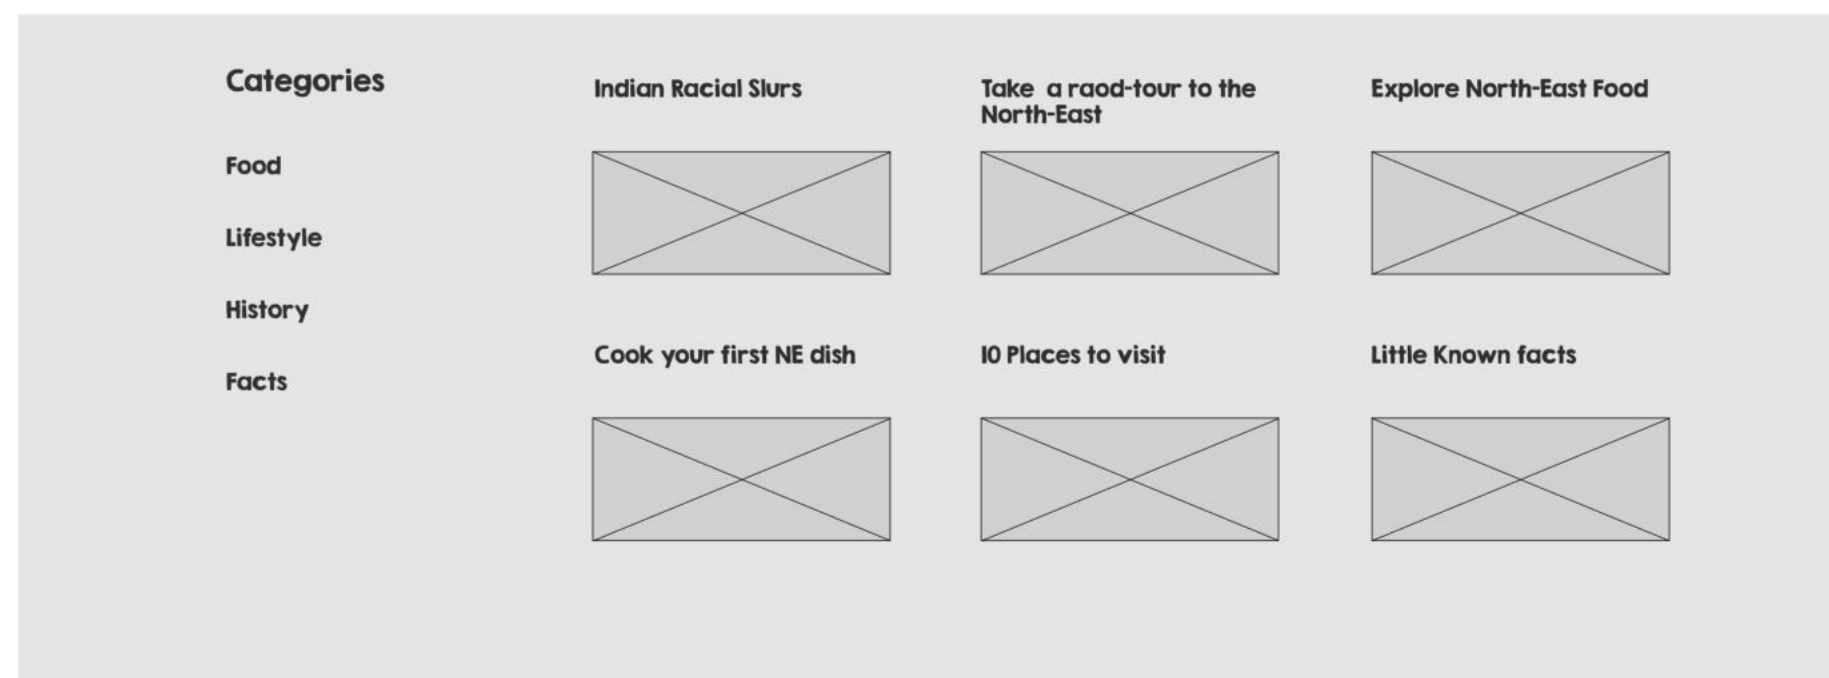 Categories
Food
Lifestyle
History
Facts
Indian Racial Slurs
Take  a raod-tour to the
North-East
Explore North-East Food
Cook your first NE dish
10 Places to visit
Little Known facts